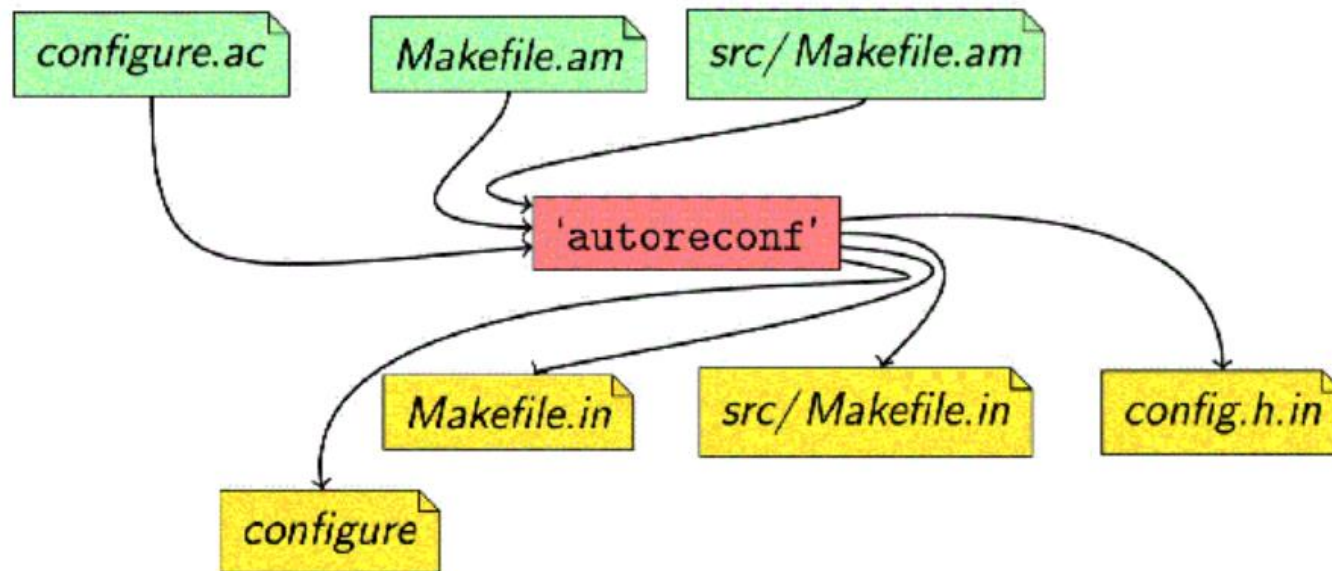 configure.ac
Makefile.am
src/ Makefile.am
‘autoreconf’
Makefile.in
src/ Makefile.in
config.h.in
configure